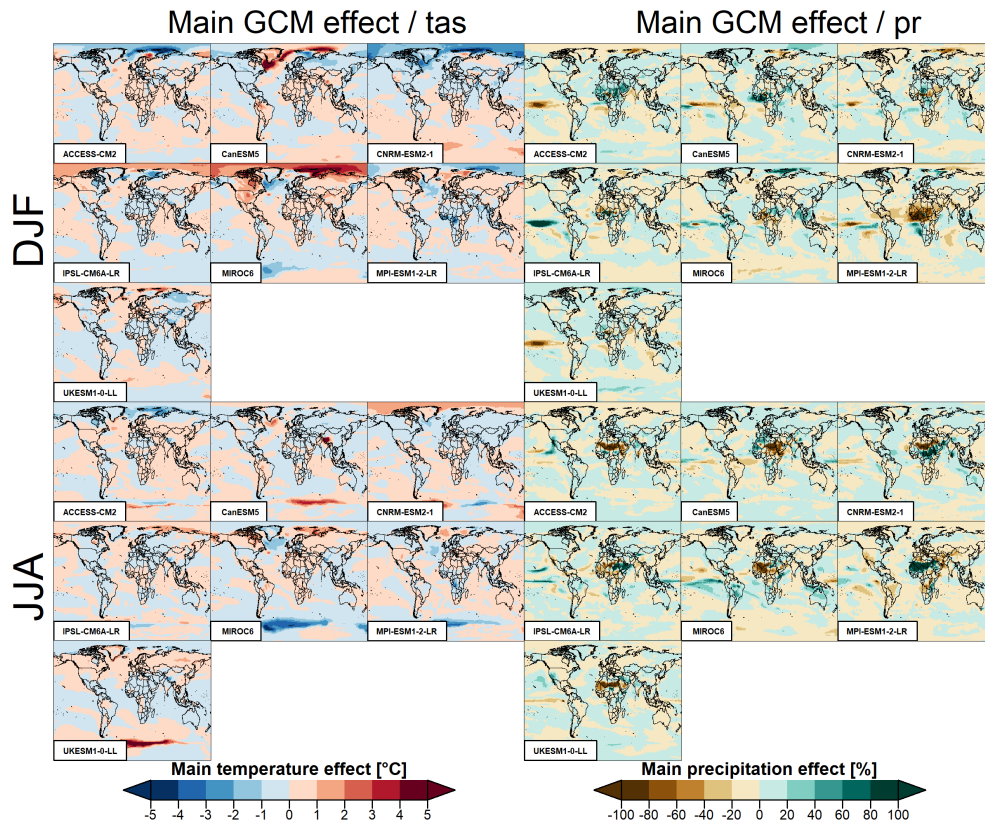 Main GCM effect / tas
Main GCM effect / pr
DJF
ACCESS-CM2
CanESM5
CNRM-ESM2-1
ACCESS-CM2
CanESM5
CNRM-ESM2-1
IPSL-CM6A-LR
MIROC6
MPI-ESM1-2-LR
IPSL-CM6A-LR
MIROC6
MPI-ESM1-2-LR
UKESM1-0-LL
UKESM1-0-LL
JJA
ACCESS-CM2
CanESM5
CNRM-ESM2-1
ACCESS-CM2
CanESM5
CNRM-ESM2-1
IPSL-CM6A-LR
MIROC6
MPI-ESM1-2-LR
IPSL-CM6A-LR
MIROC6
MPI-ESM1-2-LR
UKESM1-0-LL
UKESM1-0-LL
Main temperature effect [°C]
-5 -4 -3 -2 -1 0 1 2 3 4 5
Main precipitation effect [%]
-100 -80 -60 -40 -20 0 20 40 60 80 100